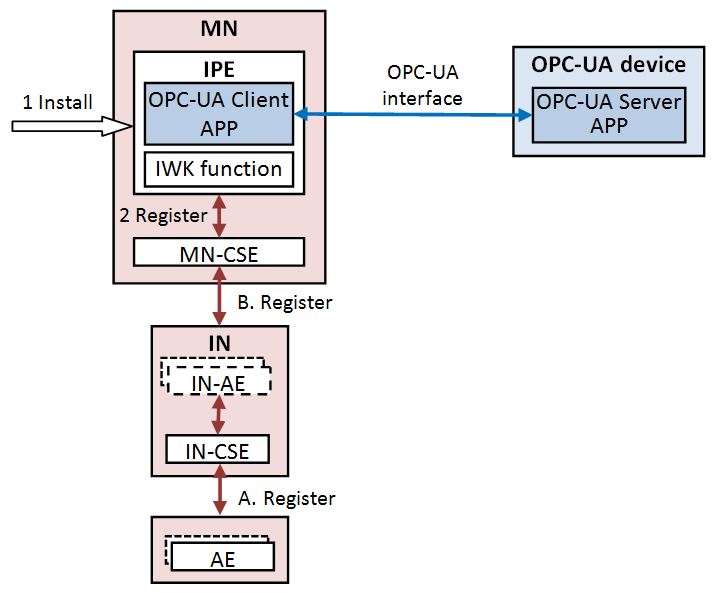 MN
IPE
OPC-UA Client
APP
IWK function
1 Install
OPC-UA
interface
OPC-UA device
OPC-UA Server
APP
2 Register
MN-CSE
B. Register
IN
IN-AE
IN-CSE
A. Register
AE